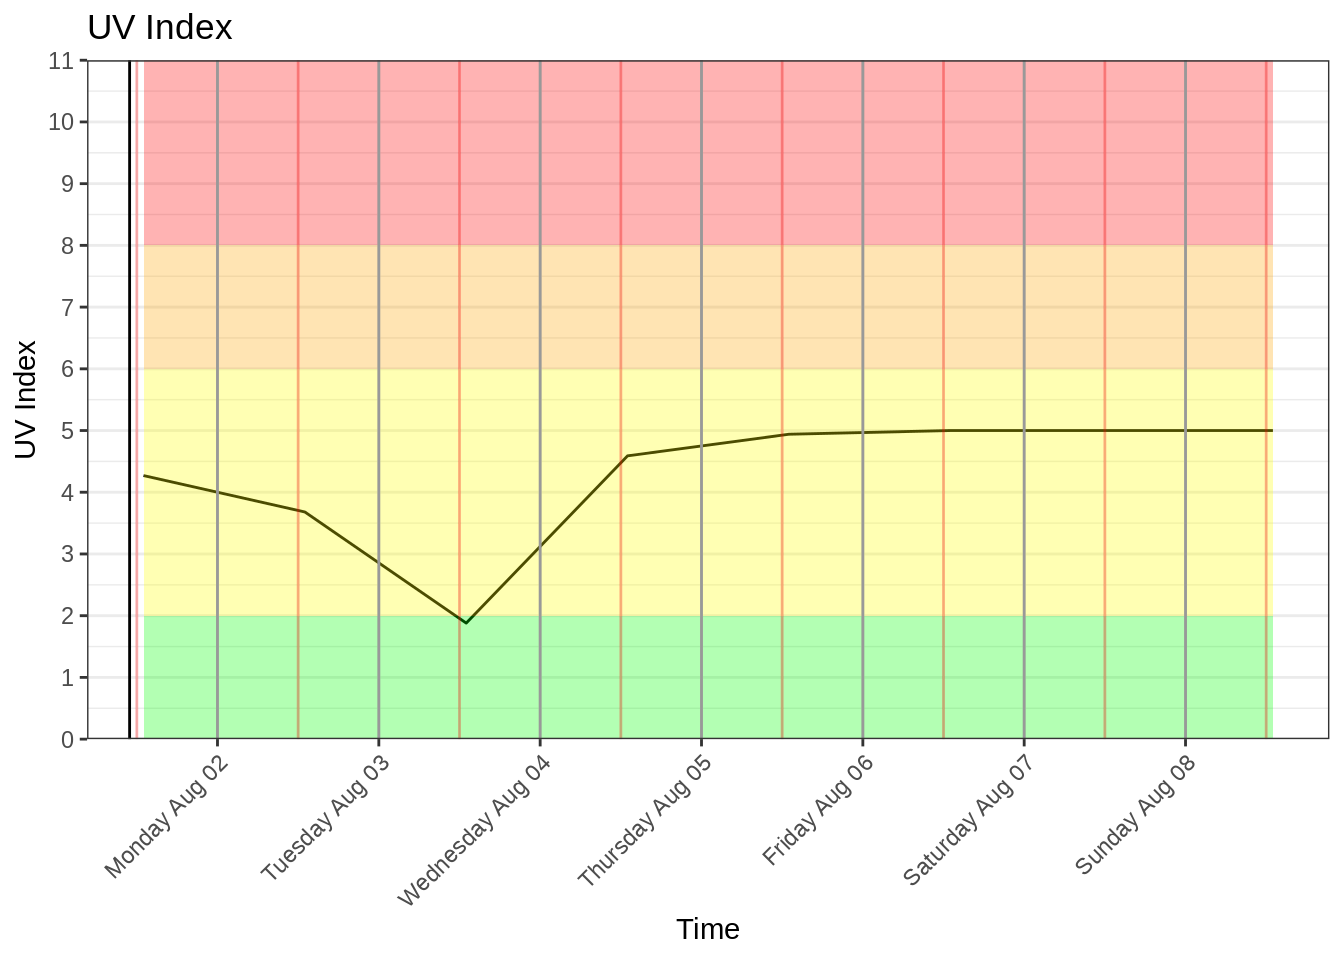 UV Index
11
10
9
8
7
6
5
4
3
2
1
0
UV Index
Monday Aug 02
Tuesday Aug 03
Wednesday Aug 04
Thursday Aug 05
Friday Aug 06
Saturday Aug 07
Sunday Aug 08
Time